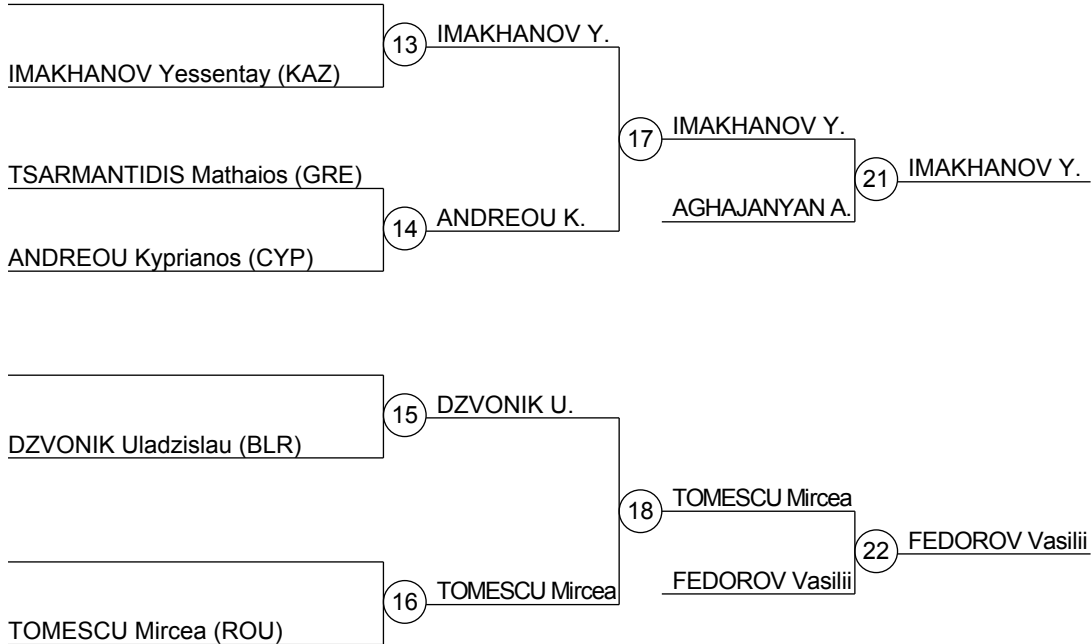 13 IMAKHANOV Y.
IMAKHANOV Yessentay (KAZ)
17 IMAKHANOV Y.
TSARMANTIDIS Mathaios (GRE)
21 IMAKHANOV Y.
AGHAJANYAN A.
14 ANDREOU K.
ANDREOU Kyprianos (CYP)
15 DZVONIK U.
DZVONIK Uladzislau (BLR)
18 TOMESCU Mircea
22 FEDOROV Vasilii
FEDOROV Vasilii
16 TOMESCU Mircea
TOMESCU Mircea (ROU)